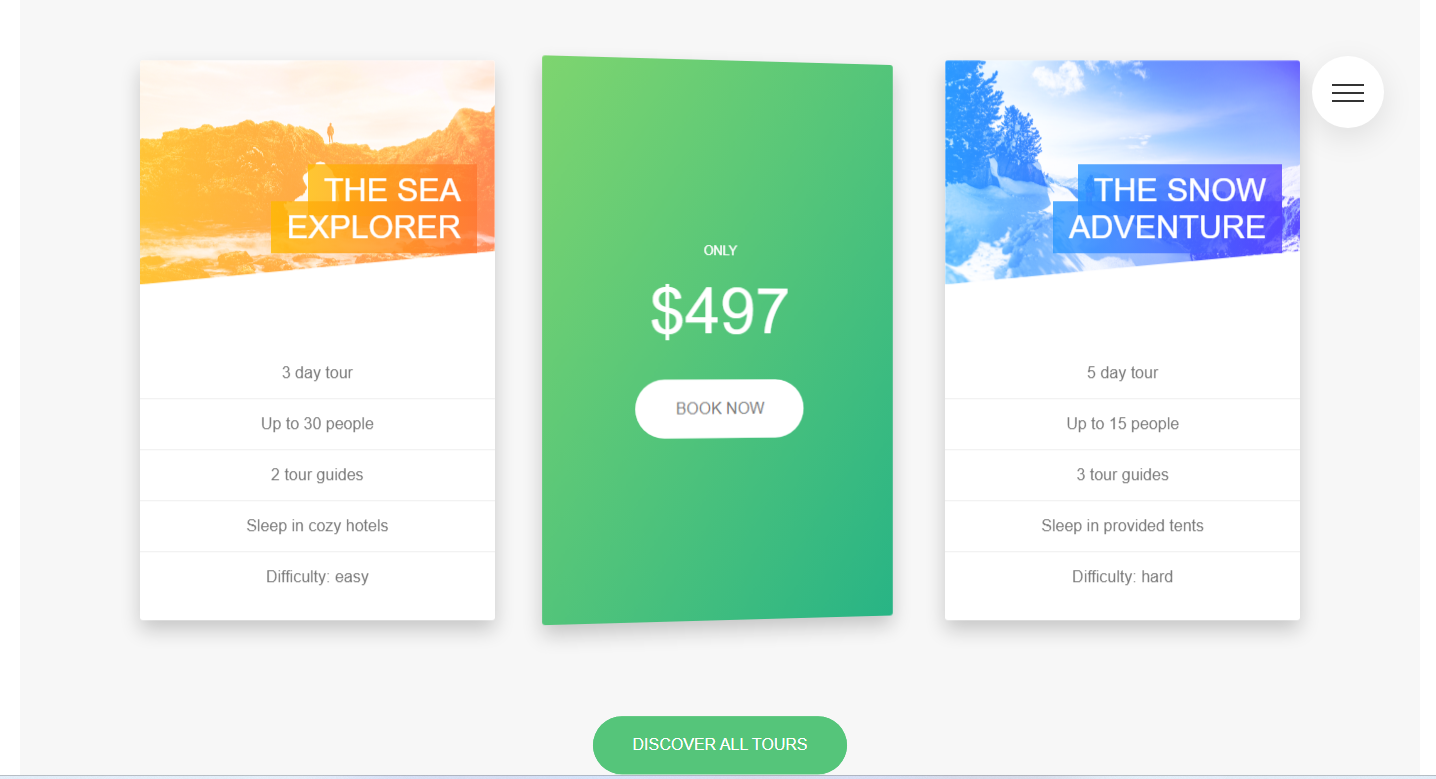 THE SEA
EXPLORER
3 day tour
Up to 30 people
2 tour guides
Sleep in cozy hotels
Difficulty: easy
ONLY
$497
BOOK NOW
THE SNOW
ADVENTURE
5 day tour
Up to 15 people
3 tour guides
Sleep in provided tents
Difficulty: hard
DISCOVER ALL TOURS